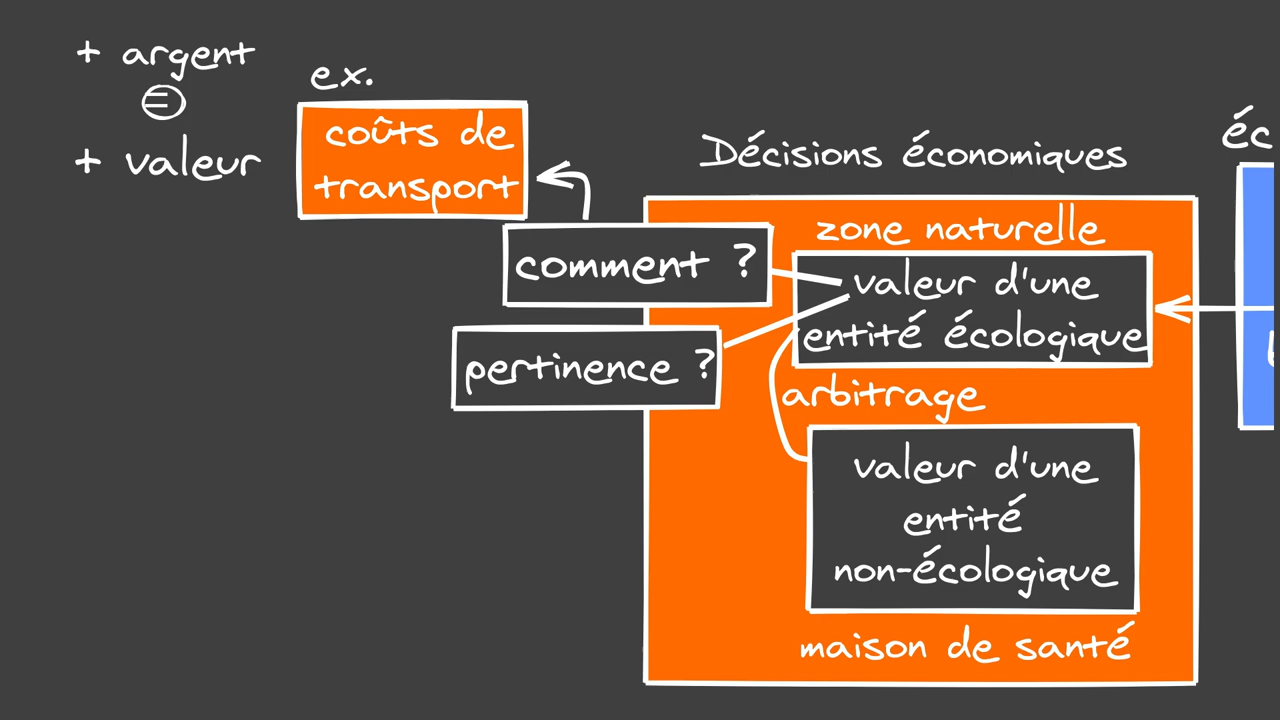 + argent
=
+ valeur
ex.
coûts de
transport
Décisions économiques
zone naturelle
comment ?
valeur d'une
entité écologique
pertinence ?
arbitrage
valeur d'une
entité
non-écologique
maison de santé
éc